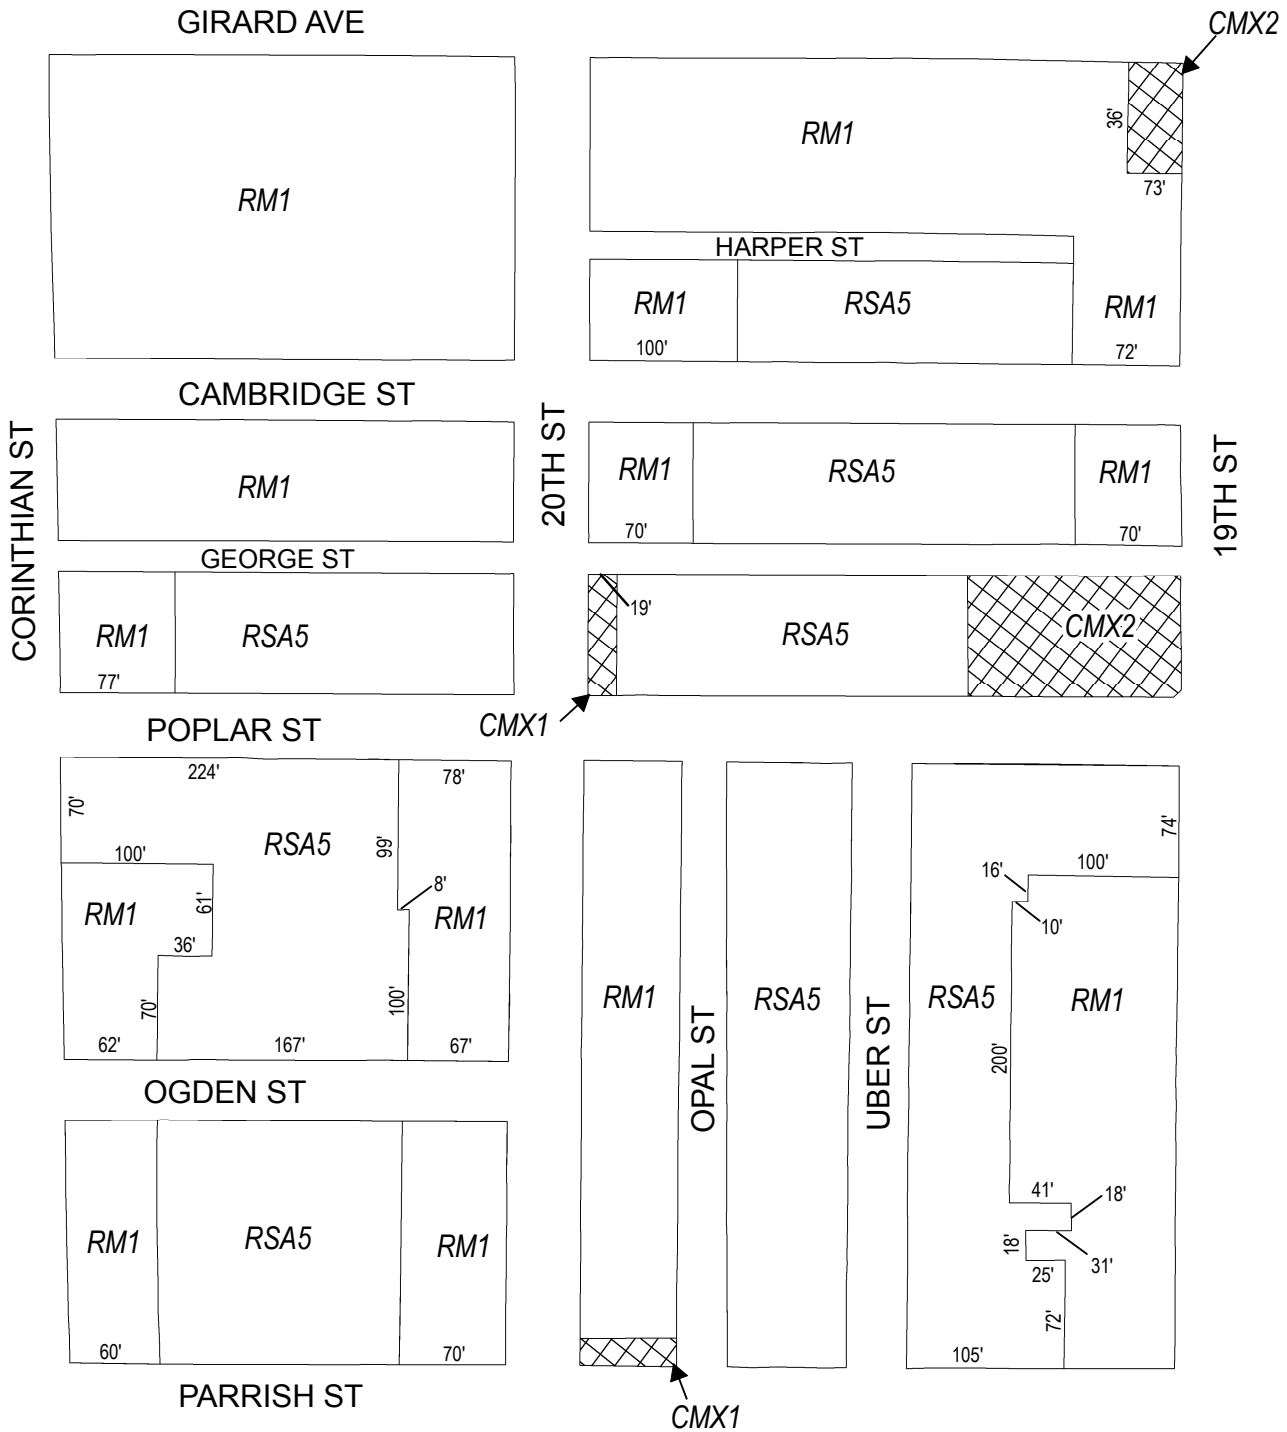 GIRARD AVE
CMX2
RM1
RM1
36'
73'
HARPER ST
RM1
RSA5
RM1
100'
72'
CAMBRIDGE ST
CORINTHIAN ST
20TH ST
19TH ST
RM1
RM1
RSA5
RM1
70'
70'
GEORGE ST
RM1
RSA5
77'
19'
RSA5
CMX2
CMX1
POPLAR ST
224'
78'
70'
RSA5
99'
100'
8'
RM1
61'
RM1
36'
70'
100'
62'
167'
67'
74'
100'
16'
10'
RM1
RSA5
RSA5
RM1
OPAL ST
UBER ST
200'
OGDEN ST
41'
18'
RM1
RSA5
RM1
18'
31'
25'
72'
60'
70'
105'
PARRISH ST
CMX1